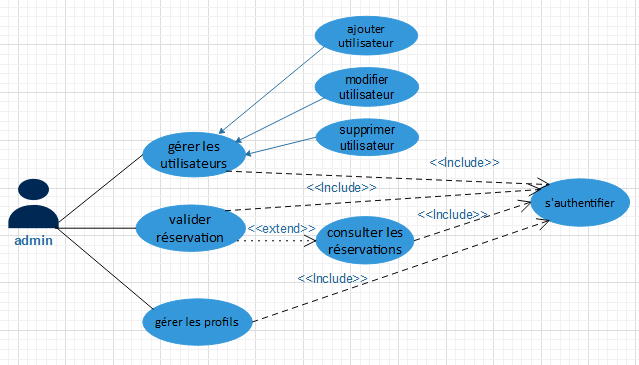 ajouter
utilisateur
modifier
utilisateur
supprimer
utilisateur
gérer les
utilisateurs
<<Include>>
<<Include>>
s'authentifier
admin
valider
réservation
<<extend>>
consulter les
réservations
<<Include>>
<<Include>>
gérer les profils